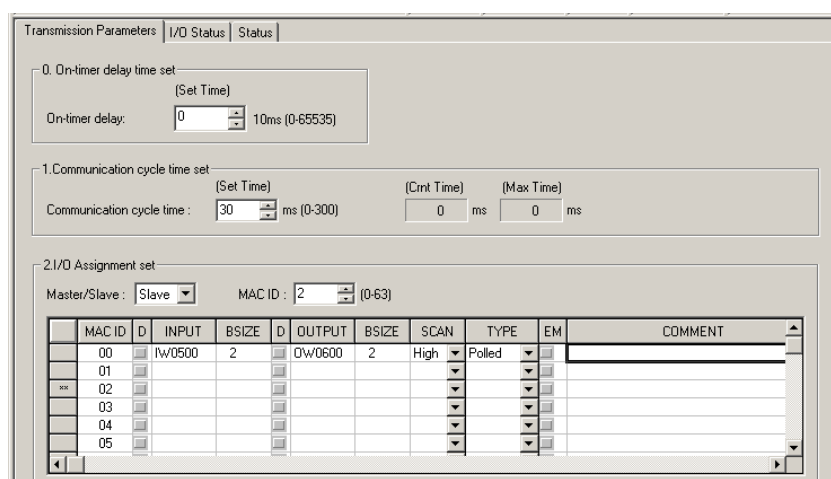 Transmission Parameters I/O Status Status
0. On-timer delay time set
(Set Time)
On-timer delay: 0 10ms (0-65535)
1.Communication cycle time set
(Set Time) (Crnt Time) (Max Time)
Communication cycle time : 30 ms (0-300) 0 ms 0 ms
2.I/O Assignment set
Master/Slave : Slave MAC ID : 2 (0-63)
MAC ID D INPUT BSIZE D OUTPUT BSIZE SCAN TYPE EM COMMENT
00 IW0500 2 OW0600 2 High Polled
01
** 02
03
04
05